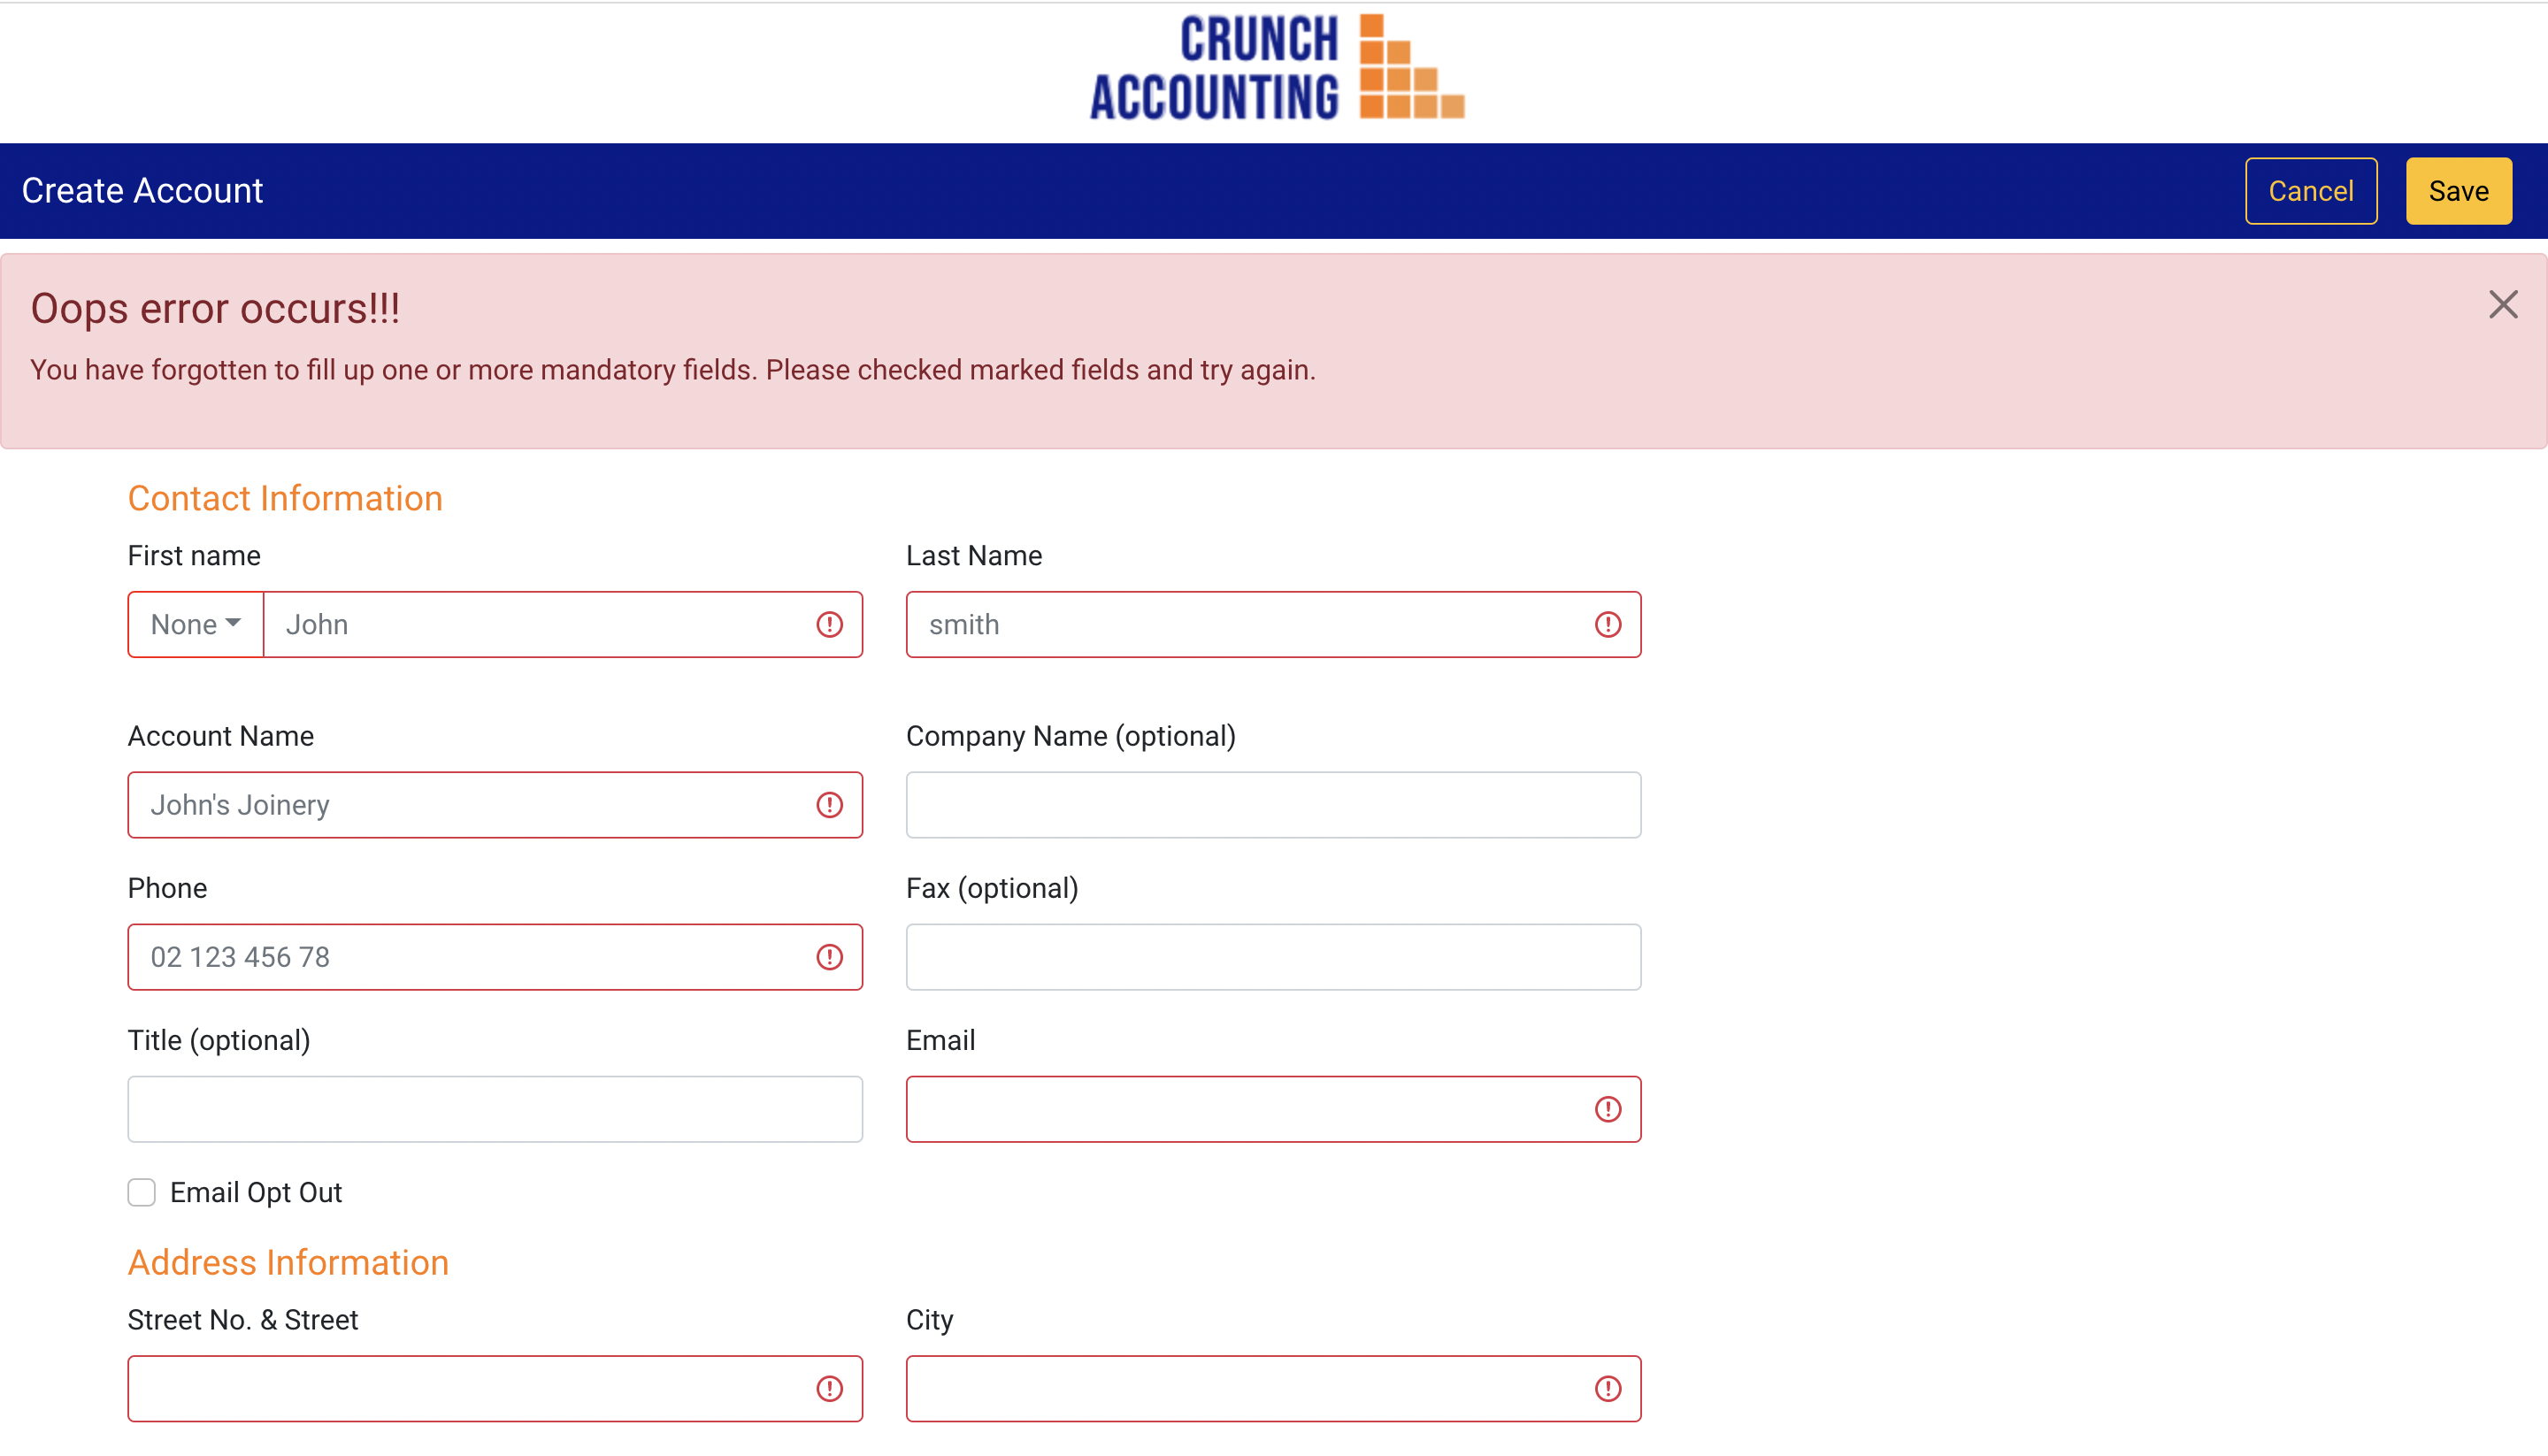 CRUNCH
ACCOUNTING
Create Account
Cancel
Save
Oops error occurs!!!
You have forgotten to fill up one or more mandatory fields. Please checked marked fields and try again.
Contact Information
First name
Last Name
None
John
smith
Account Name
Company Name (optional)
John's Joinery
Phone
Fax (optional)
02 123 456 78
Title (optional)
Email
Email Opt Out
Address Information
Street No. & Street
City